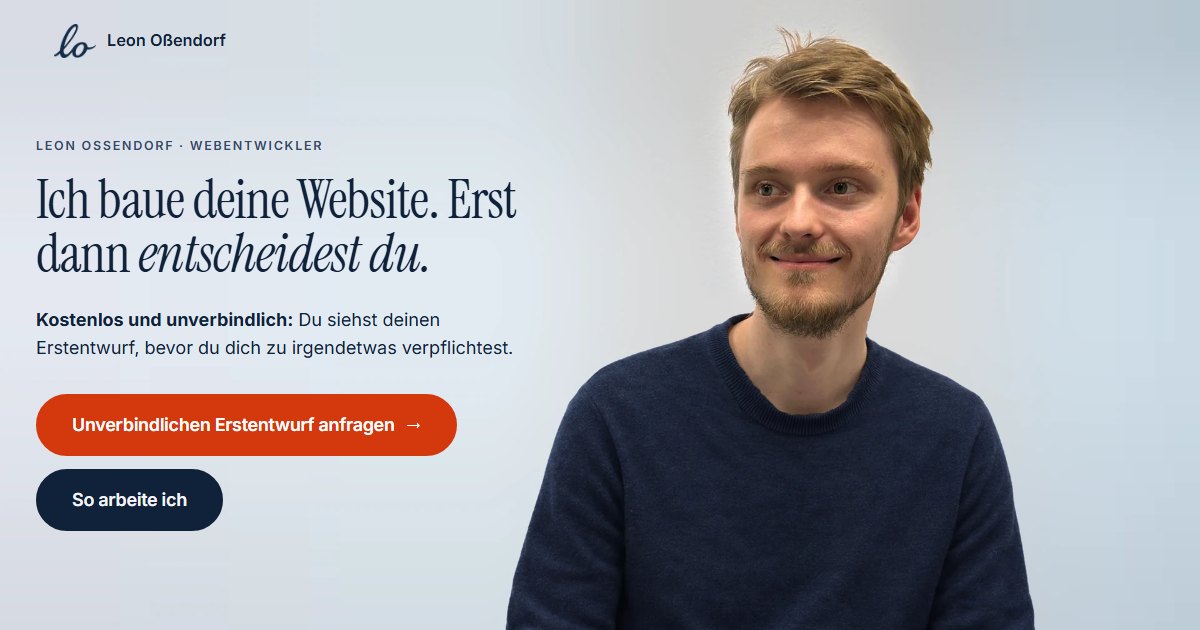 lo Leon Oßendorf
LEON OSSENDORF · WEBENTWICKLER
Ich baue deine Website. Erst
dann entscheidest du.
Kostenlos und unverbindlich: Du siehst deinen
Erstentwurf, bevor du dich zu irgendetwas verpflichtest.
Unverbindlichen Erstentwurf anfragen →
So arbeite ich